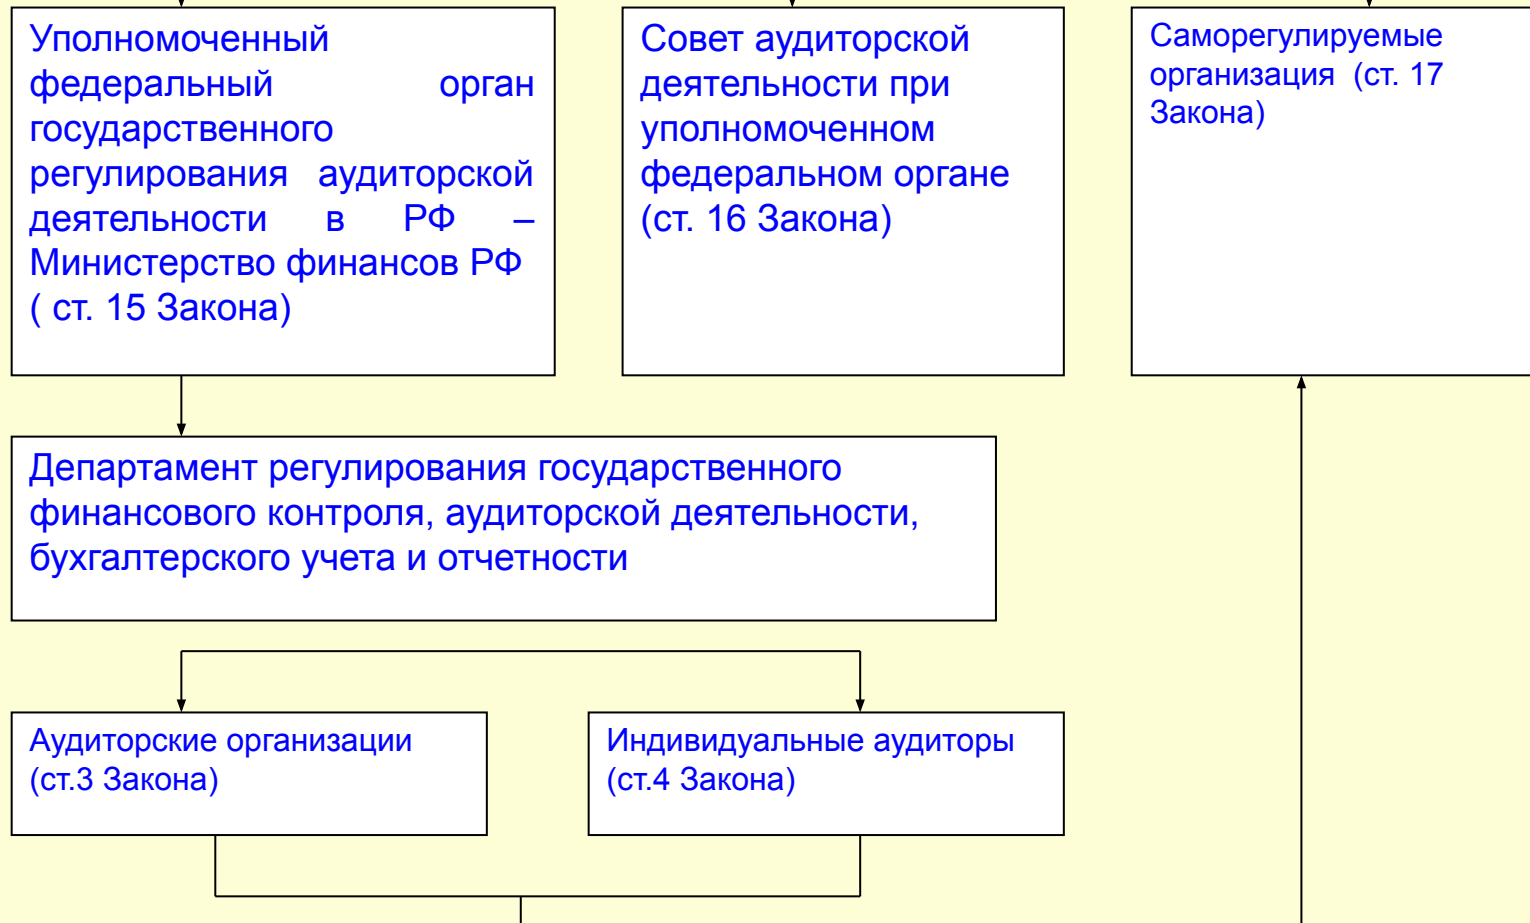 Уполномоченный
федеральный орган
государственного
регулирования аудиторской
деятельности в РФ –
Министерство финансов РФ
( ст. 15 Закона)
Совет аудиторской
деятельности при
уполномоченном
федеральном органе
(ст. 16 Закона)
Саморегулируемые
организация (ст. 17
Закона)
Департамент регулирования государственного
финансового контроля, аудиторской деятельности,
бухгалтерского учета и отчетности
Аудиторские организации
(ст.3 Закона)
Индивидуальные аудиторы
(ст.4 Закона)